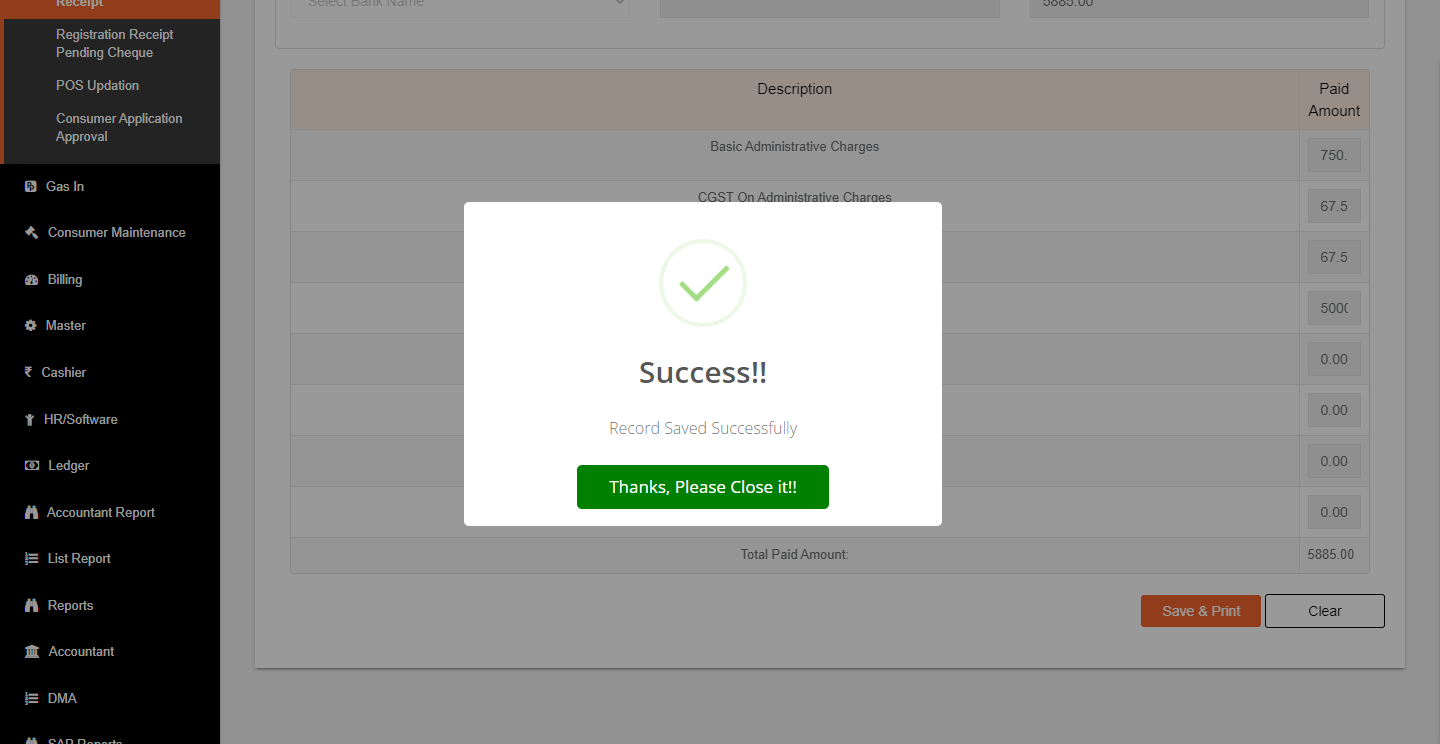 Receipt
Registration Receipt
Pending Cheque
POS Updation
Consumer Application
Approval
Gas In
Consumer Maintenance
Billing
Master
Cashier
HR/Software
Ledger
Accountant Report
List Report
Reports
Accountant
DMA
SAP Reports
Select Bank Name
5885.00
Description
Paid
Amount
Basic Administrative Charges
750.
CGST On Administrative Charges
67.5
67.5
5000
0.00
0.00
0.00
0.00
Total Paid Amount:
5885.00
Save & Print
Clear
Success!!
Record Saved Successfully
Thanks, Please Close it!!